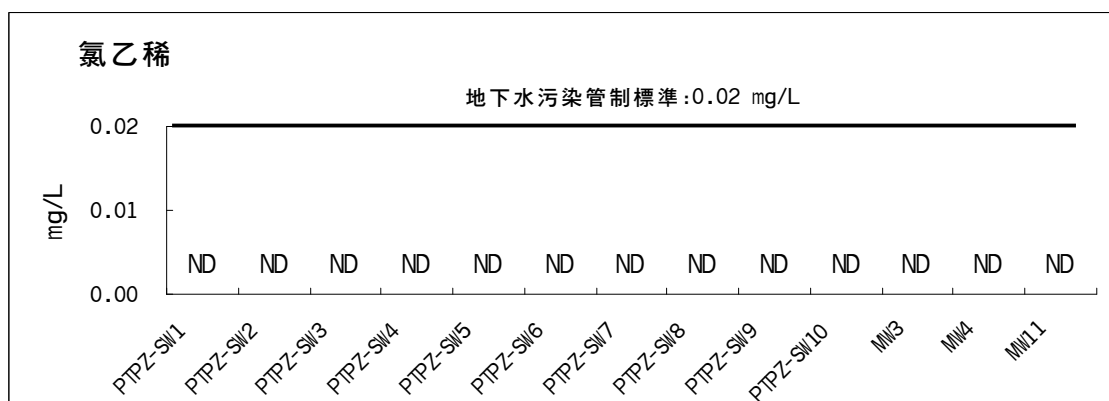 氯乙稀
地下水污染管制標準:0.02 mg/L
mg/L
0.02
0.01
0.00
ND ND ND ND ND ND ND ND ND ND ND ND ND
PTPZ-SW1 PTPZ-SW2 PTPZ-SW3 PTPZ-SW4 PTPZ-SW5 PTPZ-SW6 PTPZ-SW7 PTPZ-SW8 PTPZ-SW9 PTPZ-SW10 MW3 MW4 MW11